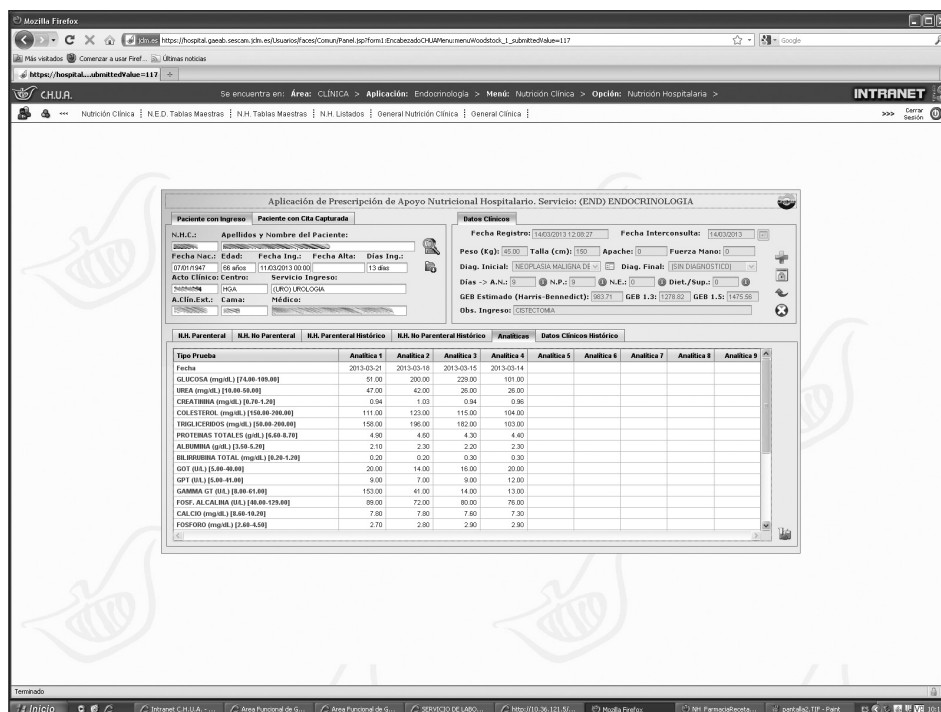 Mozilla Firefox
https://hospital.gaeab.sescam.jclm.es/Usuarios/faces/Comun/Panel.jsp?form1:EncabezadoCHUAMenu:menuWoodstock_1_submittedValue=117
Google
Más visitados Comenzar a usar Firef... Últimas noticias
https://hospital....ubmittedValue=117
C.H.U.A. Se encuentra en: Área: CLÍNICA > Aplicación: Endocrinología > Menú: Nutrición Clínica > Opción: Nutrición Hospitalaria > INTRANET
Nutrición Clínica N.E.D. Tablas Maestras N.H. Tablas Maestras N.H. Listados General Nutrición Clínica General Clínica >>> Cerrar Sesión
Aplicación de Prescripción de Apoyo Nutricional Hospitalario. Servicio: (END) ENDOCRINOLOGIA
Paciente con Ingreso Paciente con Cita Capturada Datos Clínicos
N.H.C.: Apellidos y Nombre del Paciente: Fecha Registro: 14/03/2013 12:08:27 Fecha Interconsulta: 14/03/2013
Peso (Kg): 45.00 Talla (cm): 150 Apache: 0 Fuerza Mano: 0
Fecha Nac.: Edad: Fecha Ing.: Fecha Alta: Días Ing.:
07/01/1947 66 años 11/03/2013 00:00 13 días Diag. Inicial: NEOPLASIA MALIGNA DE Diag. Final: (SIN DIAGNOSTICO)
Acto Clínico: Centro: Servicio Ingreso: Días -> A.N.: 9 N.P.: 9 N.E.: 0 Diet./Sup.: 0
HGA (URO) UROLOGIA
GEB Estimado (Harris-Bennedict): 983.71 GEB 1.3: 1278.82 GEB 1.5: 1475.56
A.Clín.Ext.: Cama: Médico: Obs. Ingreso: CISTECTOMIA
N.H. Parenteral N.H. No Parenteral N.H. Parenteral Histórico N.H. No Parenteral Histórico Analíticas Datos Clínicos Histórico
Tipo Prueba Analítica 1 Analítica 2 Analítica 3 Analítica 4 Analítica 5 Analítica 6 Analítica 7 Analítica 8 Analítica 9
Fecha 2013-03-21 2013-03-18 2013-03-15 2013-03-14
GLUCOSA (mg/dL) [74.00-109.00] 51.00 200.00 229.00 101.00
UREA (mg/dL) [10.00-50.00] 47.00 42.00 26.00 26.00
CREATININA (mg/dL) [0.70-1.20] 0.94 1.03 0.94 0.96
COLESTEROL (mg/dL) [150.00-200.00] 111.00 123.00 115.00 104.00
TRIGLICERIDOS (mg/dL) [50.00-200.00] 158.00 196.00 182.00 103.00
PROTEINAS TOTALES (g/dL) [6.60-8.70] 4.90 4.60 4.30 4.40
ALBUMINA (g/dL) [3.50-5.20] 2.10 2.30 2.20 2.30
BILIRRUBINA TOTAL (mg/dL) [0.20-1.20] 0.20 0.20 0.30 0.30
GOT (U/L) [5.00-40.00] 20.00 14.00 16.00 20.00
GPT (U/L) [5.00-41.00] 9.00 7.00 9.00 12.00
GAMMA GT (U/L) [8.00-61.00] 153.00 41.00 14.00 13.00
FOSF. ALCALINA (U/L) [40.00-129.00] 89.00 72.00 80.00 76.00
CALCIO (mg/dL) [8.60-10.20] 7.80 7.80 7.60 7.30
FOSFORO (mg/dL) [2.60-4.50] 2.70 2.80 2.90 2.90
Terminado
Inicio Intranet C.H.U.A. - ... Area Funcional de G... Area Funcional de G... SERVICIO DE LABO... http://10.36.121.5/... Mozilla Firefox NH FarmaciaReceta... pantalla2.TIF - Paint ES